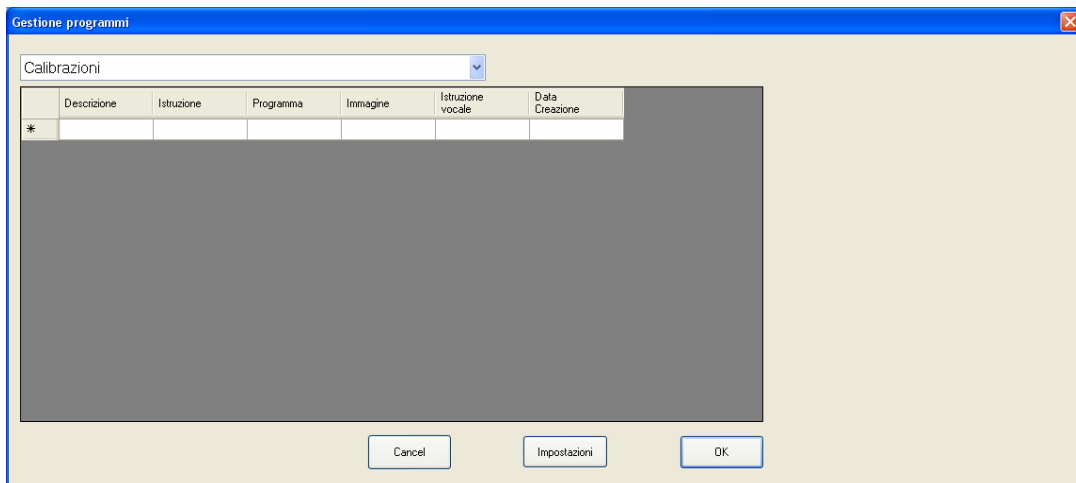 Gestione programmi
Calibrazioni
Descrizione Istruzione Programma Immagine Istruzione vocale Data Creazione
*
Cancel Impostazioni OK